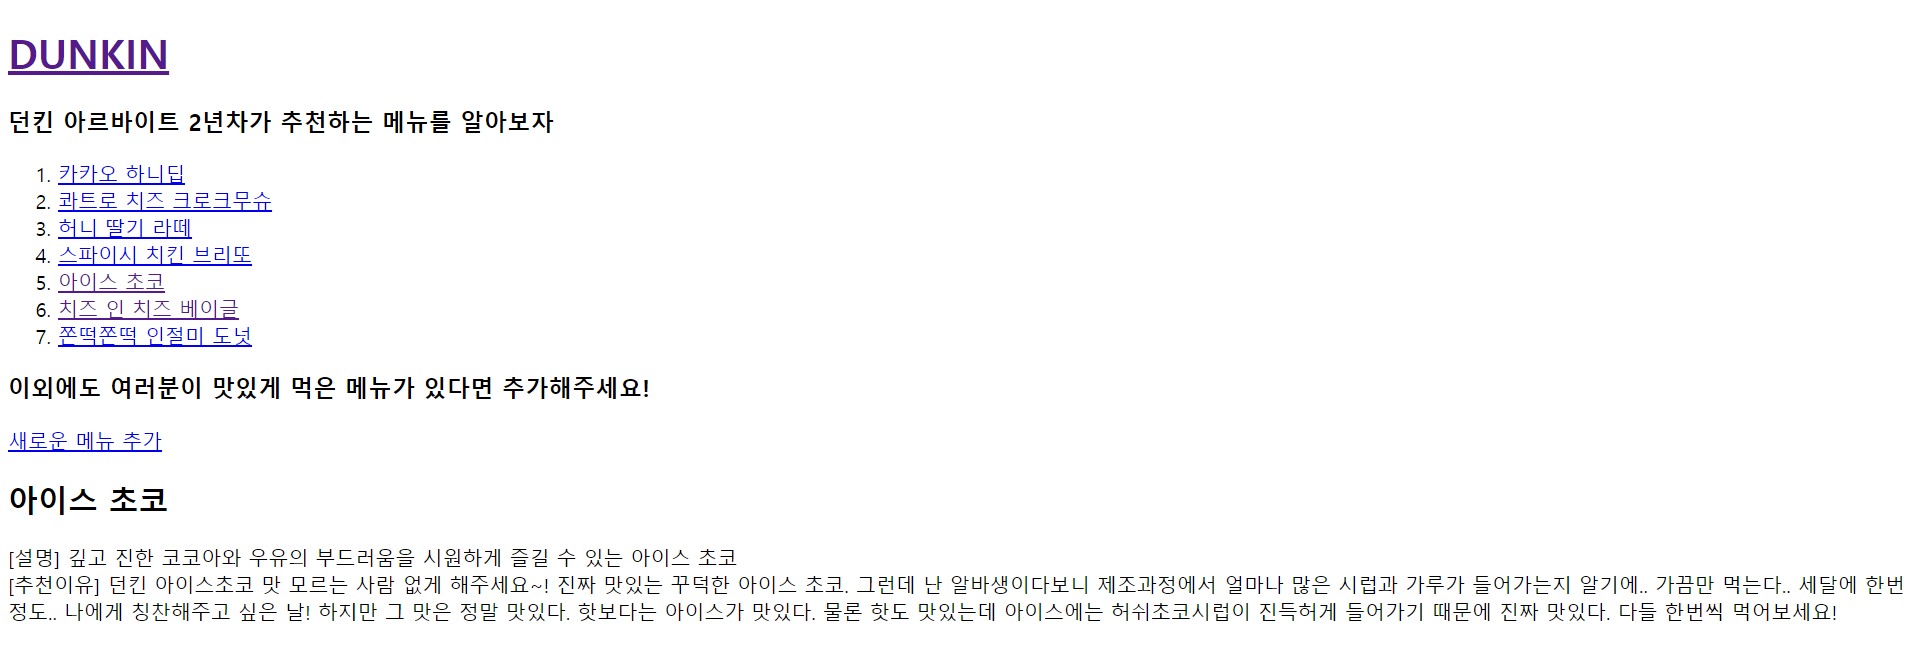 DUNKIN
던킨 아르바이트 2년차가 추천하는 메뉴를 알아보자
1. 카카오 하니딥
2. 콰트로 치즈 크로크무슈
3. 허니 딸기 라떼
4. 스파이시 치킨 브리또
5. 아이스 초코
6. 치즈 인 치즈 베이글
7. 쫀떡쫀떡 인절미 도넛
이외에도 여러분이 맛있게 먹은 메뉴가 있다면 추가해주세요!
새로운 메뉴 추가
아이스 초코
[설명] 깊고 진한 코코아와 우유의 부드러움을 시원하게 즐길 수 있는 아이스 초코
[추천이유] 던킨 아이스초코 맛 모르는 사람 없게 해주세요~! 진짜 맛있는 꾸덕한 아이스 초코. 그런데 난 알바생이다보니 제조과정에서 얼마나 많은 시럽과 가루가 들어가는지 알기에.. 가끔만 먹는다.. 세달에 한번
정도.. 나에게 칭찬해주고 싶은 날! 하지만 그 맛은 정말 맛있다. 핫보다는 아이스가 맛있다. 물론 핫도 맛있는데 아이스에는 허쉬초코시럽이 진득허게 들어가기 때문에 진짜 맛있다. 다들 한번씩 먹어보세요!